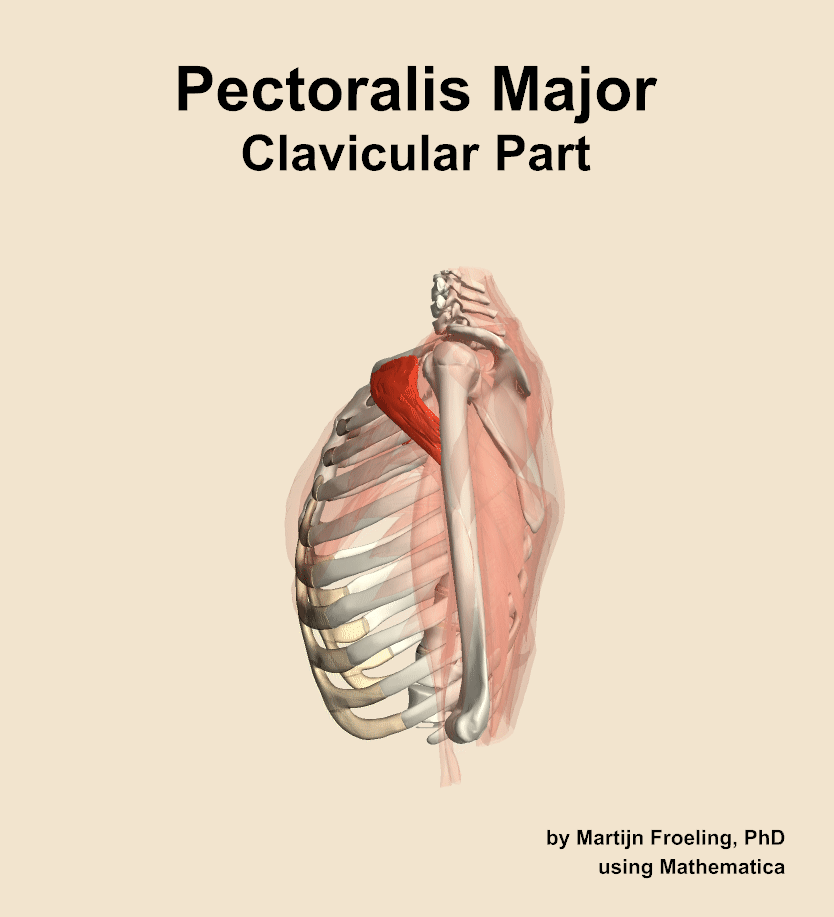 Pectoralis Major
Clavicular Part
by Martijn Froeling, PhD
using Mathematica